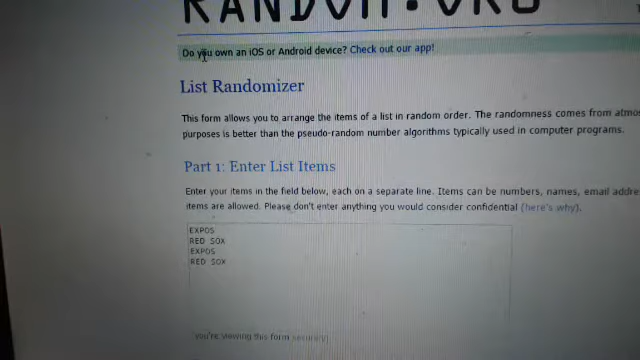 RANDOM.ORG
Do you own an iOS or Android device? Check out our app!
List Randomizer
This form allows you to arrange the items of a list in random order. The randomness comes from atmos
purposes is better than the pseudo-random number algorithms typically used in computer programs.
Part 1: Enter List Items
Enter your items in the field below, each on a separate line. Items can be numbers, names, email addre
items are allowed. Please don't enter anything you would consider confidential (here's why).
EXPOS
RED SOX
EXPOS
RED SOX
You're viewing this form securely